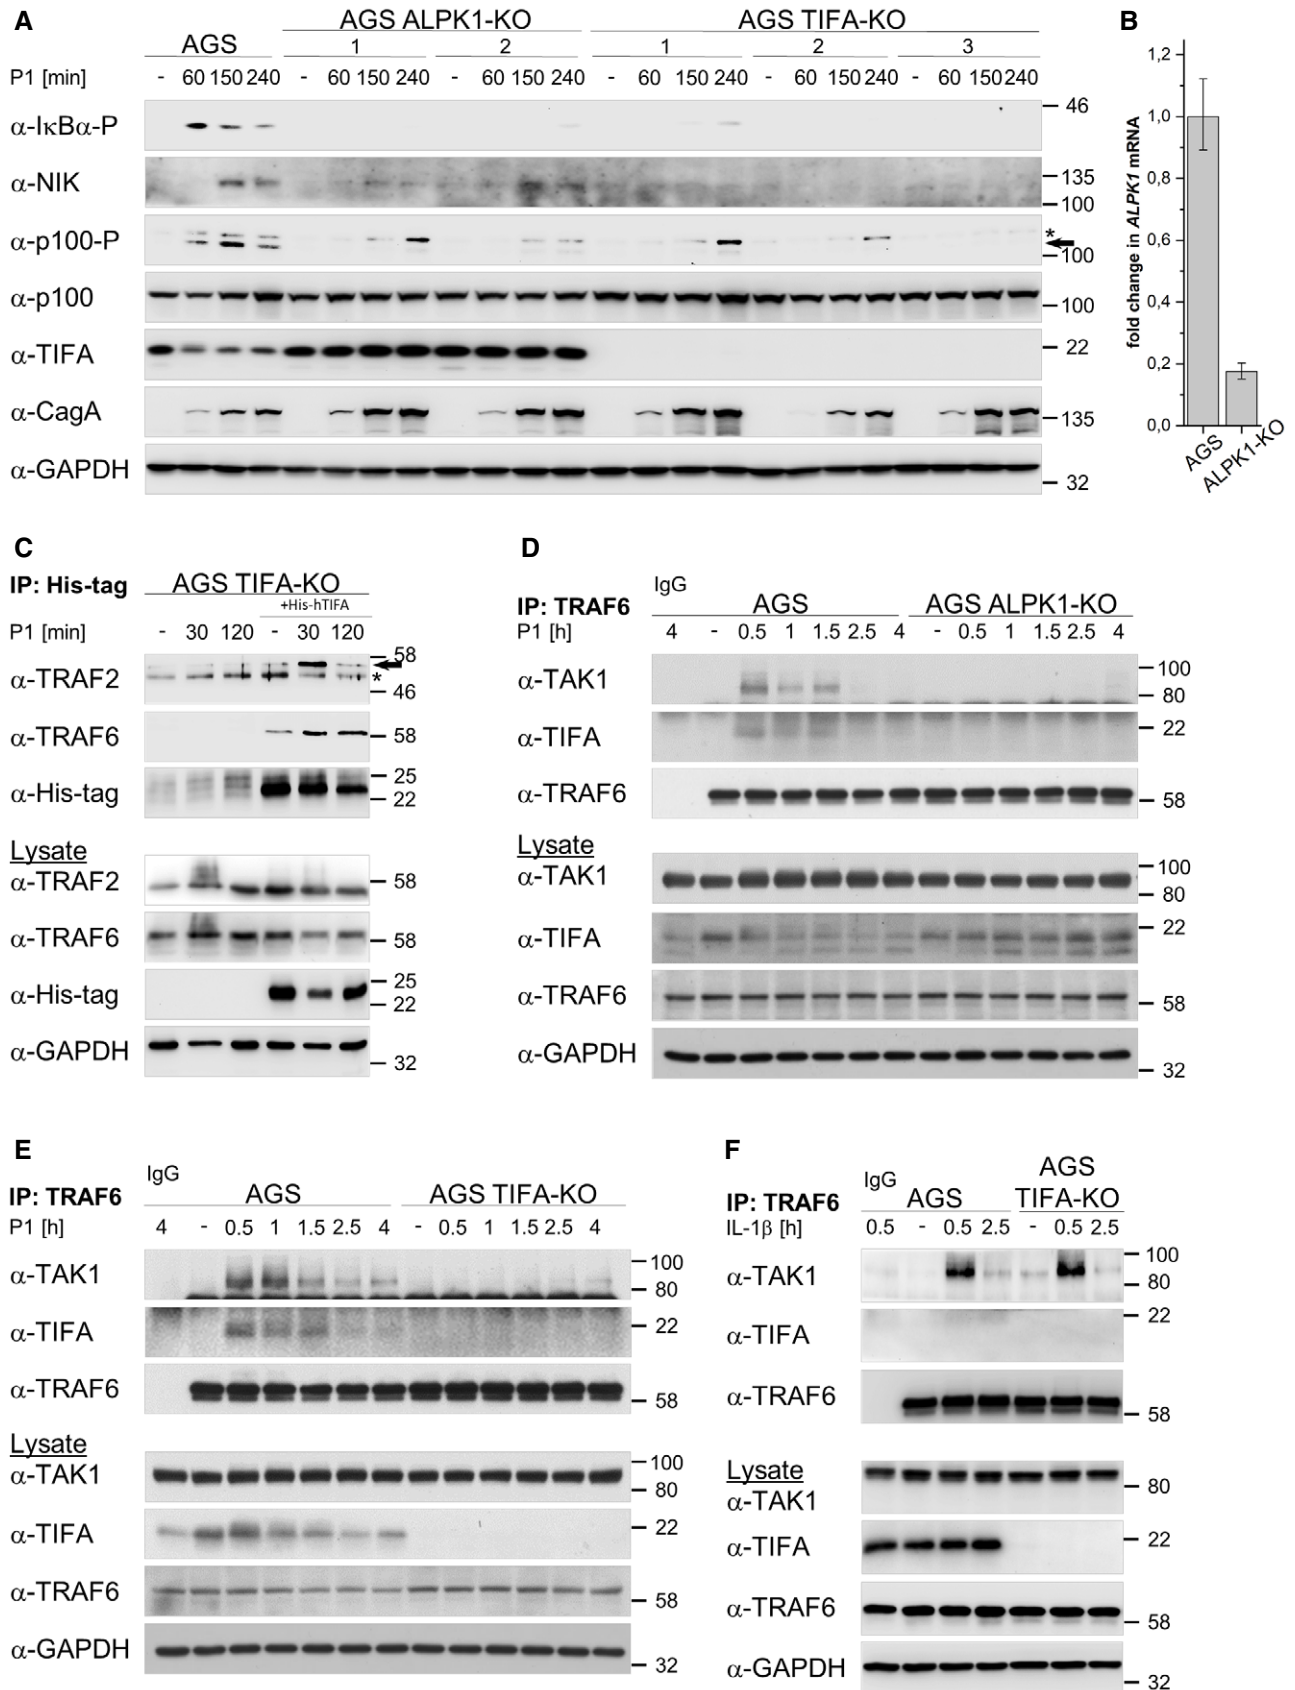 A
AGS ALPK1-KO
AGS TIFA-KO
AGS
1
2
1
2
3
P1 [min]
- 60 150 240 - 60 150 240 - 60 150 240 - 60 150 240 - 60 150 240 - 60 150 240
α-IκBα-P
46
α-NIK
135
100
α-p100-P
*
100
α-p100
100
α-TIFA
22
α-CagA
135
α-GAPDH
32
B
fold change in ALPK1 mRNA
1,2
1,0
0,8
0,6
0,4
0,2
0,0
AGS
ALPK1-KO
C
IP: His-tag
AGS TIFA-KO
+His-hTIFA
P1 [min] - 30 120 - 30 120
α-TRAF2
58
*
46
α-TRAF6
58
α-His-tag
25
22
Lysate
α-TRAF2
58
α-TRAF6
58
α-His-tag
25
22
α-GAPDH
32
D
IgG
IP: TRAF6
AGS
AGS ALPK1-KO
P1 [h]
4 - 0.5 1 1.5 2.5 4 - 0.5 1 1.5 2.5 4
α-TAK1
100
80
α-TIFA
22
α-TRAF6
58
Lysate
α-TAK1
100
80
α-TIFA
22
α-TRAF6
58
α-GAPDH
32
E
IgG
IP: TRAF6
AGS
AGS TIFA-KO
P1 [h]
4 - 0.5 1 1.5 2.5 4 - 0.5 1 1.5 2.5 4
α-TAK1
100
80
α-TIFA
22
α-TRAF6
58
Lysate
α-TAK1
100
80
α-TIFA
22
α-TRAF6
58
α-GAPDH
32
F
IgG
AGS
AGS
TIFA-KO
IP: TRAF6
IL-1β [h]
0.5 - 0.5 2.5 - 0.5 2.5
α-TAK1
100
80
α-TIFA
22
α-TRAF6
58
Lysate
α-TAK1
80
α-TIFA
22
α-TRAF6
58
α-GAPDH
32